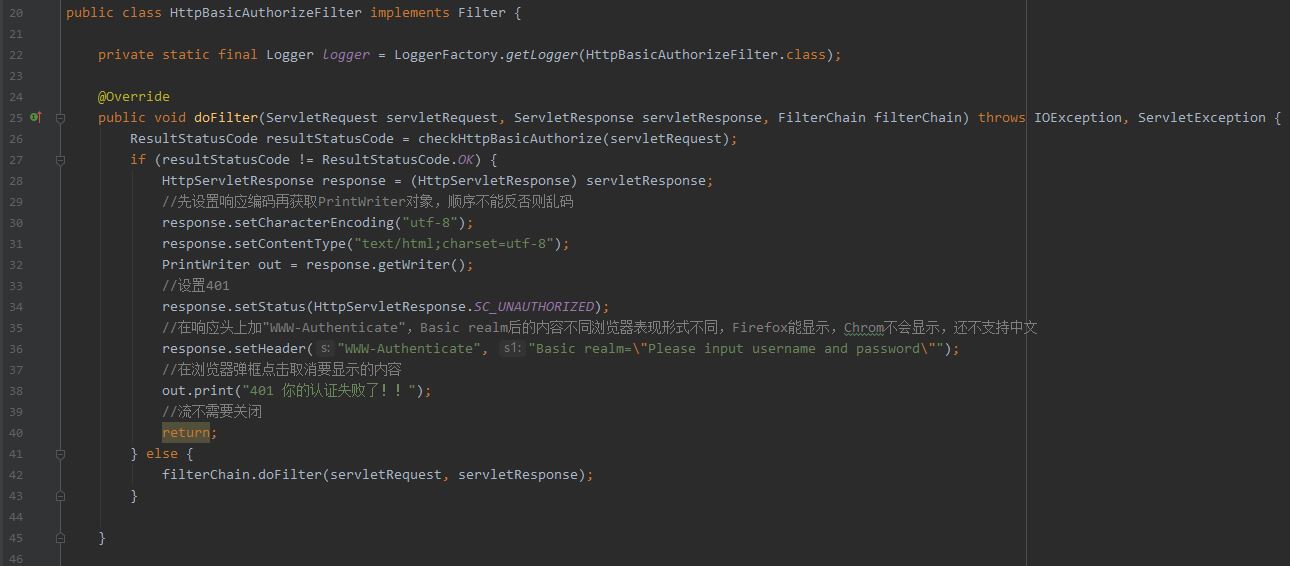 20 public class HttpBasicAuthorizeFilter implements Filter {
21
22 private static final Logger logger = LoggerFactory.getLogger(HttpBasicAuthorizeFilter.class);
23
24 @Override
25 public void doFilter(ServletRequest servletRequest, ServletResponse servletResponse, FilterChain filterChain) throws IOException, ServletException {
26 ResultStatusCode resultStatusCode = checkHttpBasicAuthorize(servletRequest);
27 if (resultStatusCode != ResultStatusCode.OK) {
28 HttpServletResponse response = (HttpServletResponse) servletResponse;
29 //先设置响应编码再获取PrintWriter对象，顺序不能反否则乱码
30 response.setCharacterEncoding("utf-8");
31 response.setContentType("text/html;charset=utf-8");
32 PrintWriter out = response.getWriter();
33 //设置401
34 response.setStatus(HttpServletResponse.SC_UNAUTHORIZED);
35 //在响应头上加"WWW-Authenticate"，Basic realm后的内容不同浏览器表现形式不同，Firefox能显示，Chrom不会显示，还不支持中文
36 response.setHeader( s: "WWW-Authenticate", s1: "Basic realm=\"Please input username and password\"");
37 //在浏览器弹框点击取消要显示的内容
38 out.print("401 你的认证失败了！！");
39 //流不需要关闭
40 return;
41 } else {
42 filterChain.doFilter(servletRequest, servletResponse);
43 }
44
45 }
46